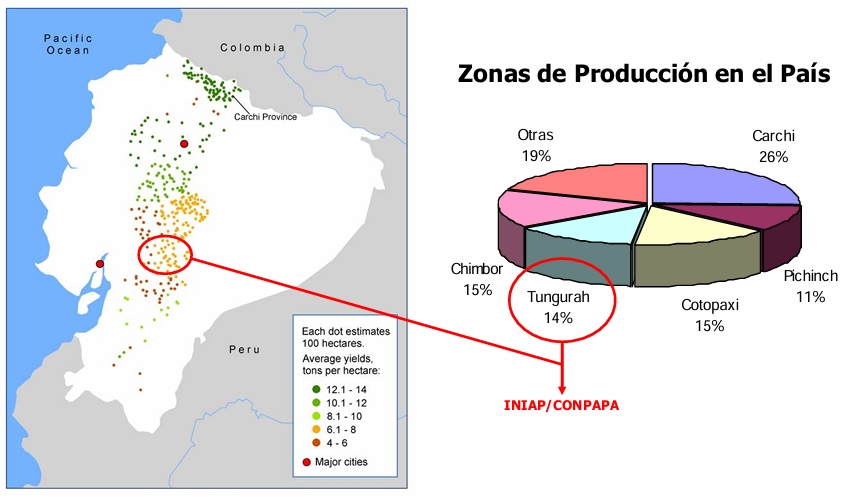 Pacific
Ocean
Colombia
Carchi Province
Peru
Each dot estimates
100 hectares.
Average yields,
tons per hectare:
12.1 - 14
10.1 - 12
8.1 - 10
6.1 - 8
4 - 6
Major cities
Zonas de Producción en el País
Otras
19%
Carchi
26%
Chimbor
15%
Tungurah
14%
Cotopaxi
15%
Pichinch
11%
INIAP/CONPAPA